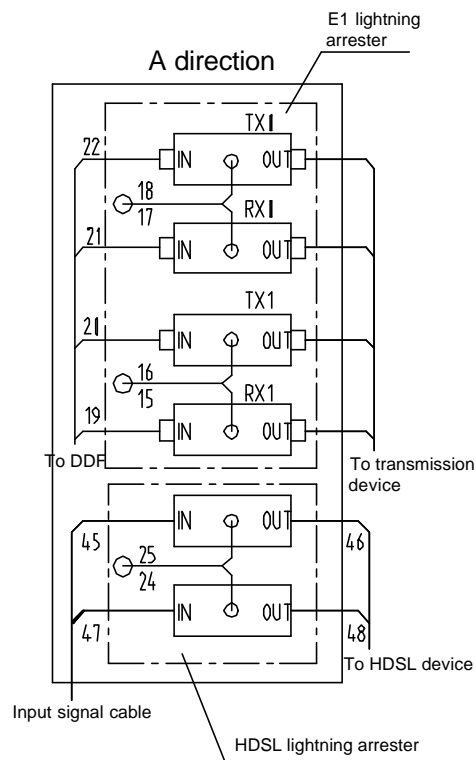 E1 lightning
arrester
A direction
TX1
22
IN
OUT
18
17
RX1
21
IN
OUT
TX1
21
IN
OUT
16
15
RX1
19
IN
OUT
To DDF
To transmission
device
45
IN
OUT
46
25
24
47
IN
OUT
48
To HDSL device
Input signal cable
HDSL lightning arrester